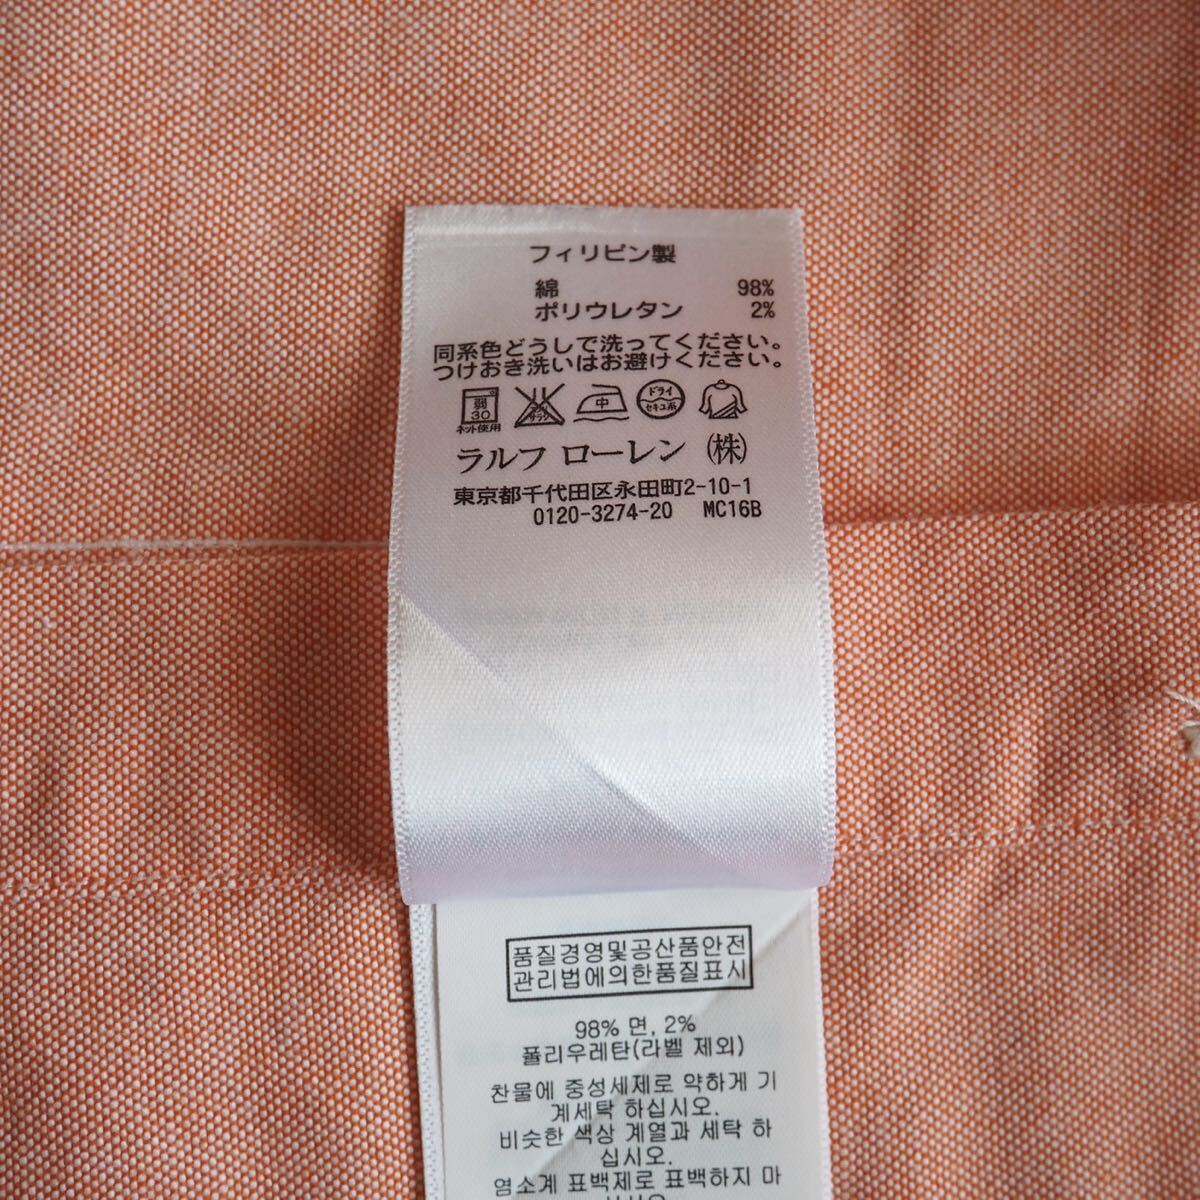 フィリピン製
綿 98%
ポリウレタン 2%
同系色どうしで洗ってください。
つけおき洗いはお避けください。
弱 30 ネット使用 エンソ サラシ 中 ドライ セキユ系
ラルフ ローレン (株)
東京都千代田区永田町2-10-1
0120-3274-20 MC16B
품질경영및공산품안전
관리법에의한품질표시
98% 면, 2%
폴리우레탄(라벨 제외)
찬물에 중성세제로 약하게 기
계세탁 하십시오.
비슷한 색상 계열과 세탁 하
십시오.
염소계 표백제로 표백하지 마